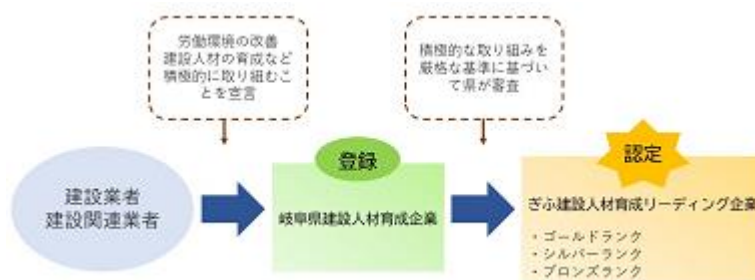 労働環境の改善
建設人材の育成など
積極的に取り組むこ
とを宣言
積極的な取り組みを
厳格な基準に基づい
て県が審査
建設業者
建設関連業者
登録
岐阜県建設人材育成企業
認定
ぎふ建設人材育成リーディング企業
・ゴールドランク
・シルバーランク
・ブロンズランク